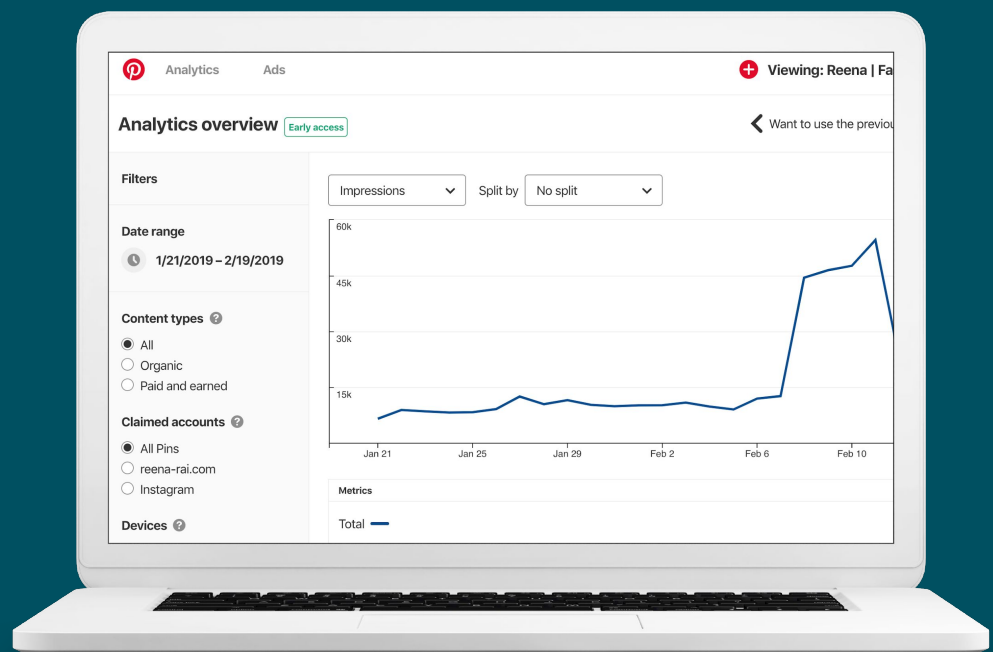 Analytics
Ads
Viewing: Reena | Fa
Analytics overview Early access
Want to use the previou
Filters
Date range
1/21/2019 – 2/19/2019
Content types ?
All
Organic
Paid and earned
Claimed accounts ?
All Pins
reena-rai.com
Instagram
Devices ?
Impressions
Split by
No split
60k
45k
30k
15k
Jan 21
Jan 25
Jan 29
Feb 2
Feb 6
Feb 10
Metrics
Total